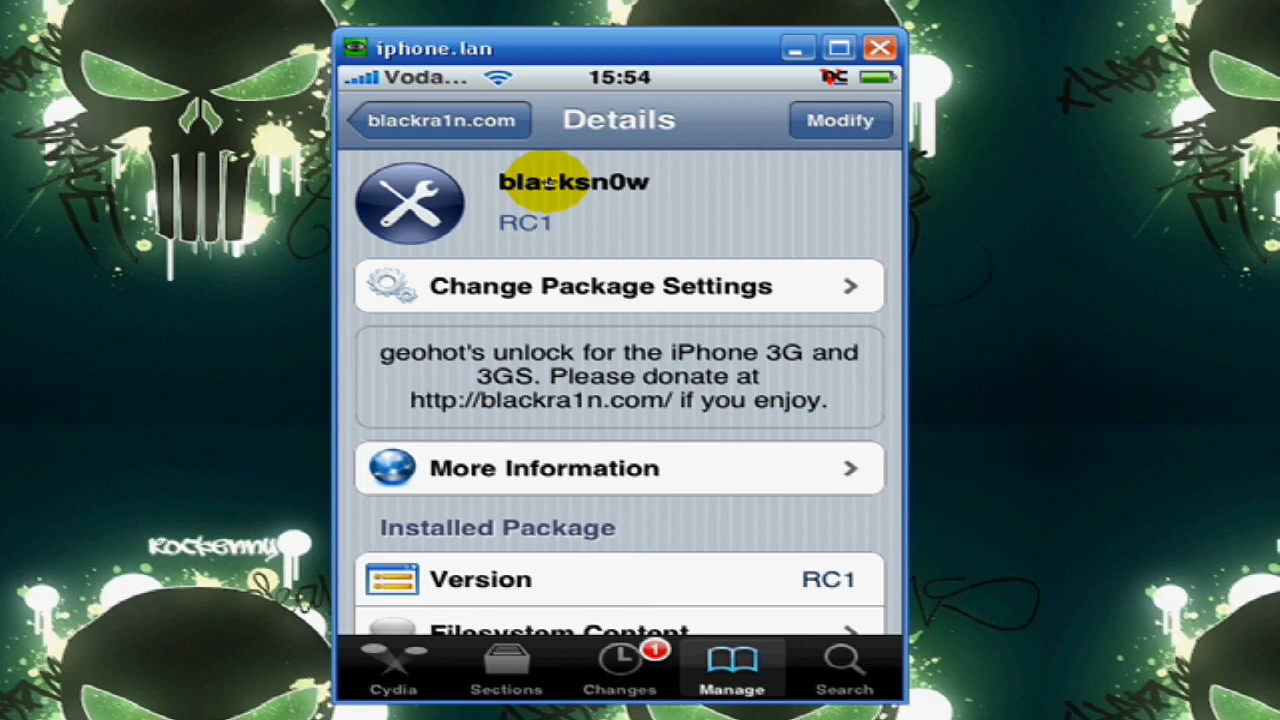 iphone.lan
Voda... 15:54
blackra1n.com Details Modify
blacksn0w
RC1
Change Package Settings
geohot's unlock for the iPhone 3G and
3GS. Please donate at
http://blackra1n.com/ if you enjoy.
More Information
Installed Package
Version RC1
Filesystem Content
1
Cydia Sections Changes Manage Search